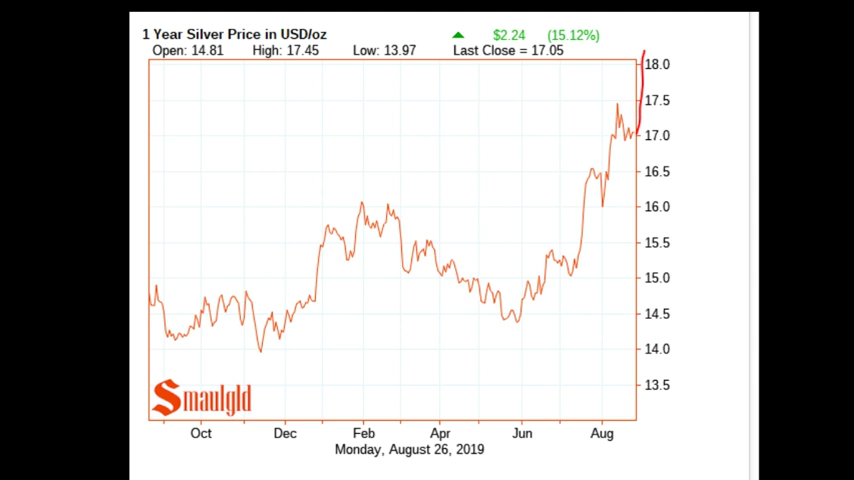 1 Year Silver Price in USD/oz
$2.24 (15.12%)
Open: 14.81 High: 17.45 Low: 13.97 Last Close = 17.05
18.0
17.5
17.0
16.5
16.0
15.5
15.0
14.5
14.0
13.5
Smaulgld
Oct Dec Feb Apr Jun Aug
Monday, August 26, 2019